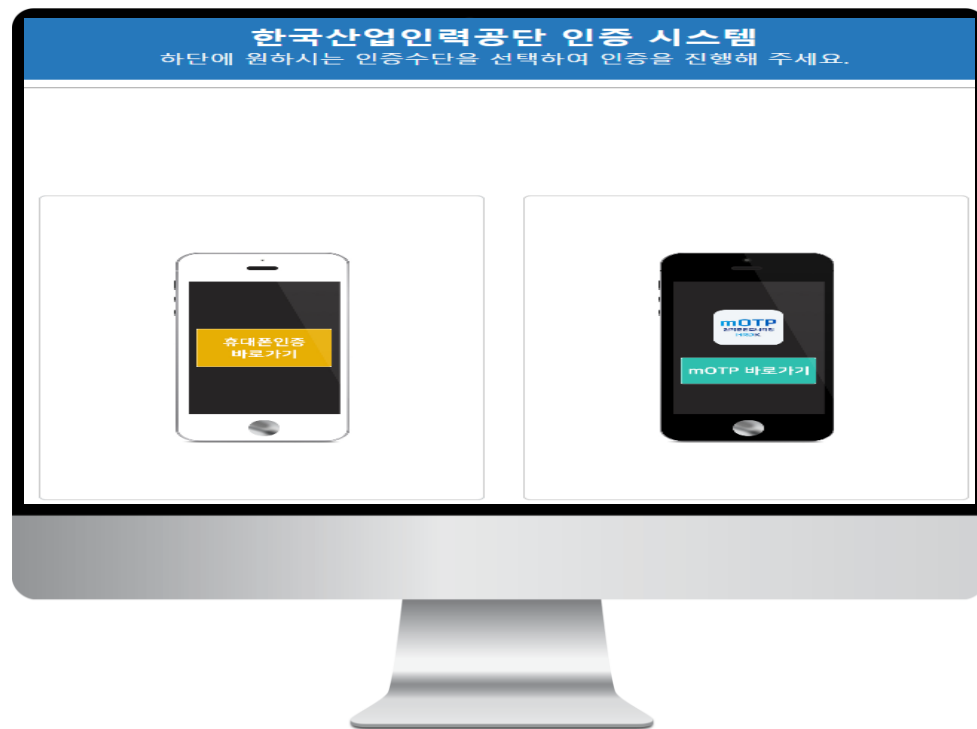 한국산업인력공단 인증 시스템
하단에 원하시는 인증수단을 선택하여 인증을 진행해 주세요.
휴대폰인증
바로가기
mOTP
mOTP 바로가기